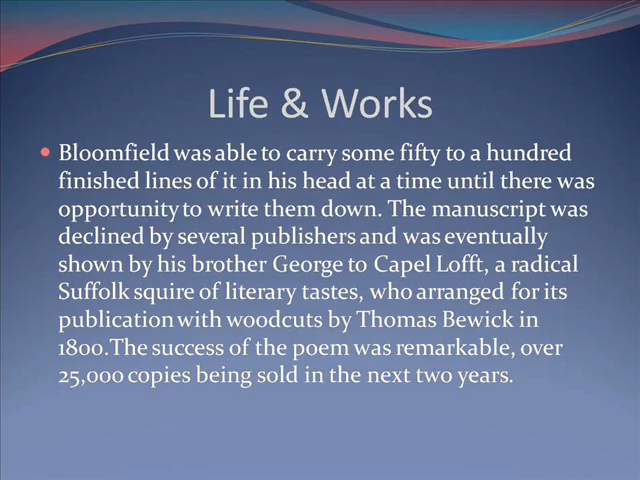 Life & Works
• Bloomfield was able to carry some fifty to a hundred
finished lines of it in his head at a time until there was
opportunity to write them down. The manuscript was
declined by several publishers and was eventually
shown by his brother George to Capel Lofft, a radical
Suffolk squire of literary tastes, who arranged for its
publication with woodcuts by Thomas Bewick in
1800.The success of the poem was remarkable, over
25,000 copies being sold in the next two years.